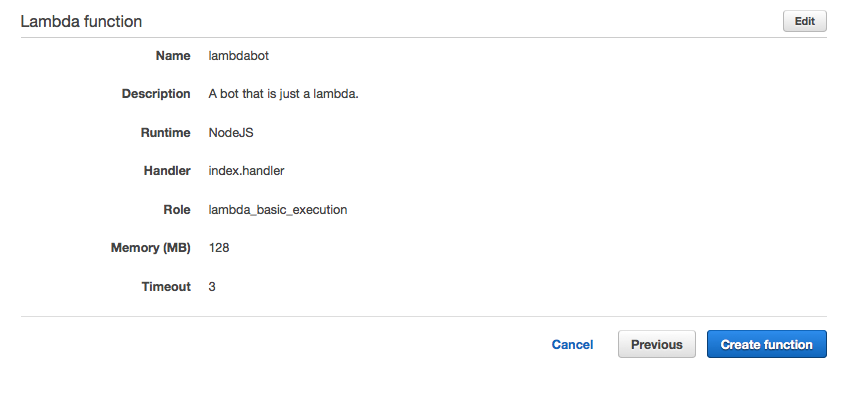 Lambda function Edit
Name lambdabot
Description A bot that is just a lambda.
Runtime NodeJS
Handler index.handler
Role lambda_basic_execution
Memory (MB) 128
Timeout 3
Cancel Previous Create function